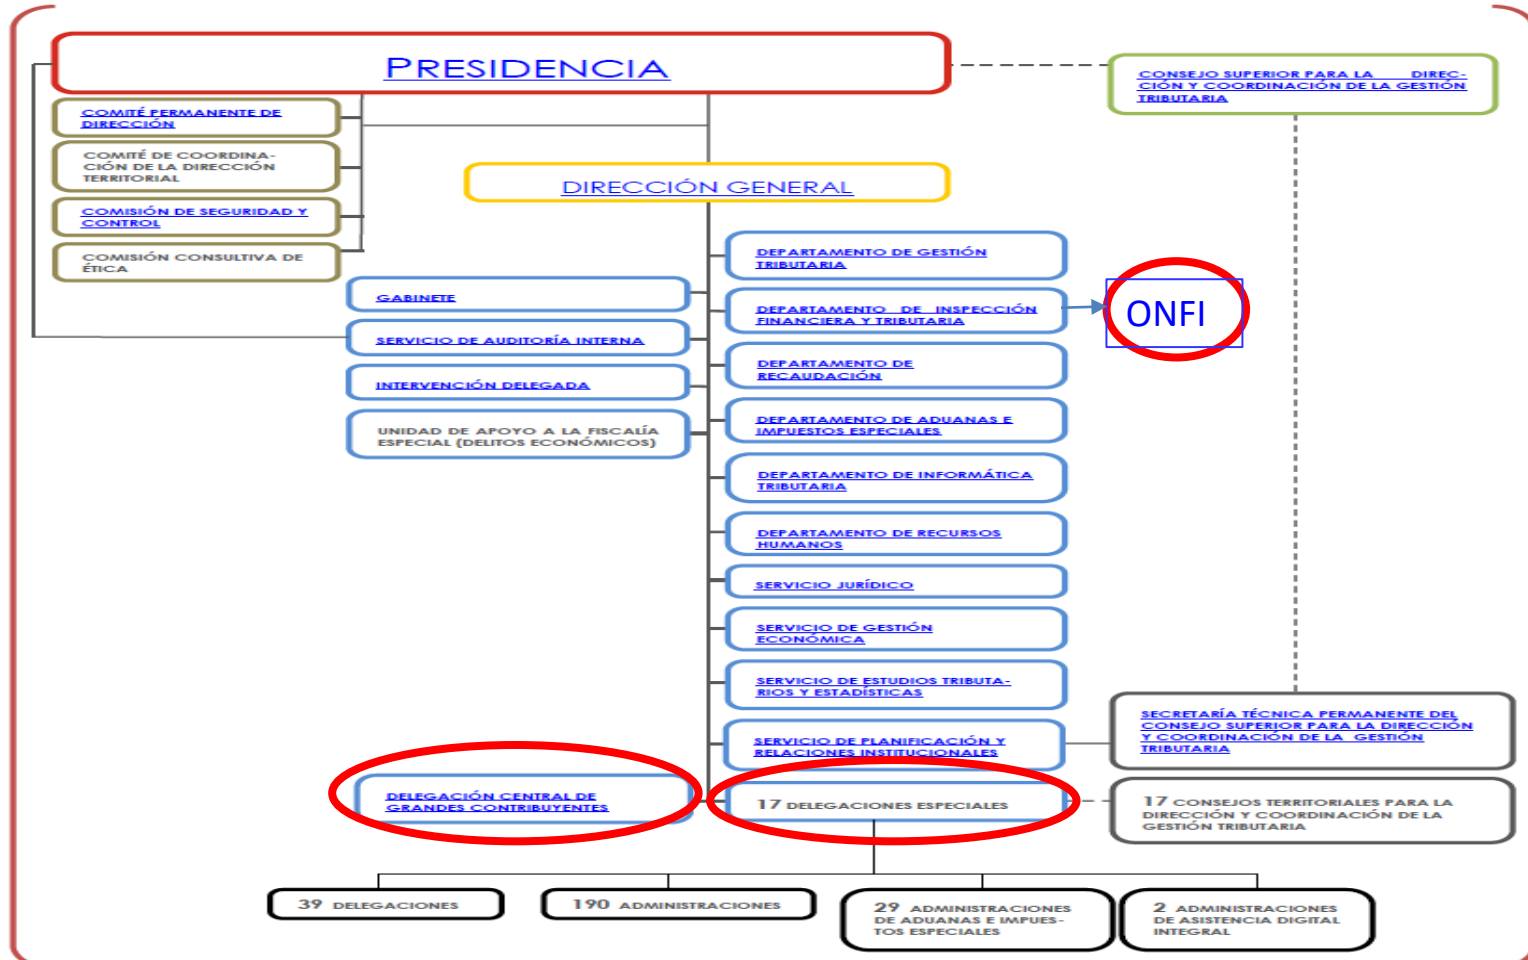 PRESIDENCIA
CONSEJO SUPERIOR PARA LA DIREC-
CIÓN Y COORDINACIÓN DE LA GESTIÓN
TRIBUTARIA
COMITÉ PERMANENTE DE
DIRECCIÓN
COMITÉ DE COORDINA-
CIÓN DE LA DIRECCIÓN
TERRITORIAL
COMISIÓN DE SEGURIDAD Y
CONTROL
COMISIÓN CONSULTIVA DE
ÉTICA
DIRECCIÓN GENERAL
GABINETE
SERVICIO DE AUDITORÍA INTERNA
INTERVENCIÓN DELEGADA
UNIDAD DE APOYO A LA FISCALÍA
ESPECIAL (DELITOS ECONÓMICOS)
DEPARTAMENTO DE GESTIÓN
TRIBUTARIA
DEPARTAMENTO DE INSPECCIÓN
FINANCIERA Y TRIBUTARIA
ONFI
DEPARTAMENTO DE
RECAUDACIÓN
DEPARTAMENTO DE ADUANAS E
IMPUESTOS ESPECIALES
DEPARTAMENTO DE INFORMÁTICA
TRIBUTARIA
DEPARTAMENTO DE RECURSOS
HUMANOS
SERVICIO JURÍDICO
SERVICIO DE GESTIÓN
ECONÓMICA
SERVICIO DE ESTUDIOS TRIBUTA-
RIOS Y ESTADÍSTICAS
SERVICIO DE PLANIFICACIÓN Y
RELACIONES INSTITUCIONALES
SECRETARÍA TÉCNICA PERMANENTE DEL
CONSEJO SUPERIOR PARA LA DIRECCIÓN
Y COORDINACIÓN DE LA GESTIÓN
TRIBUTARIA
DELEGACIÓN CENTRAL DE
GRANDES CONTRIBUYENTES
17 DELEGACIONES ESPECIALES
17 CONSEJOS TERRITORIALES PARA LA
DIRECCIÓN Y COORDINACIÓN DE LA
GESTIÓN TRIBUTARIA
39 DELEGACIONES
190 ADMINISTRACIONES
29 ADMINISTRACIONES
DE ADUANAS E IMPUES-
TOS ESPECIALES
2 ADMINISTRACIONES
DE ASISTENCIA DIGITAL
INTEGRAL